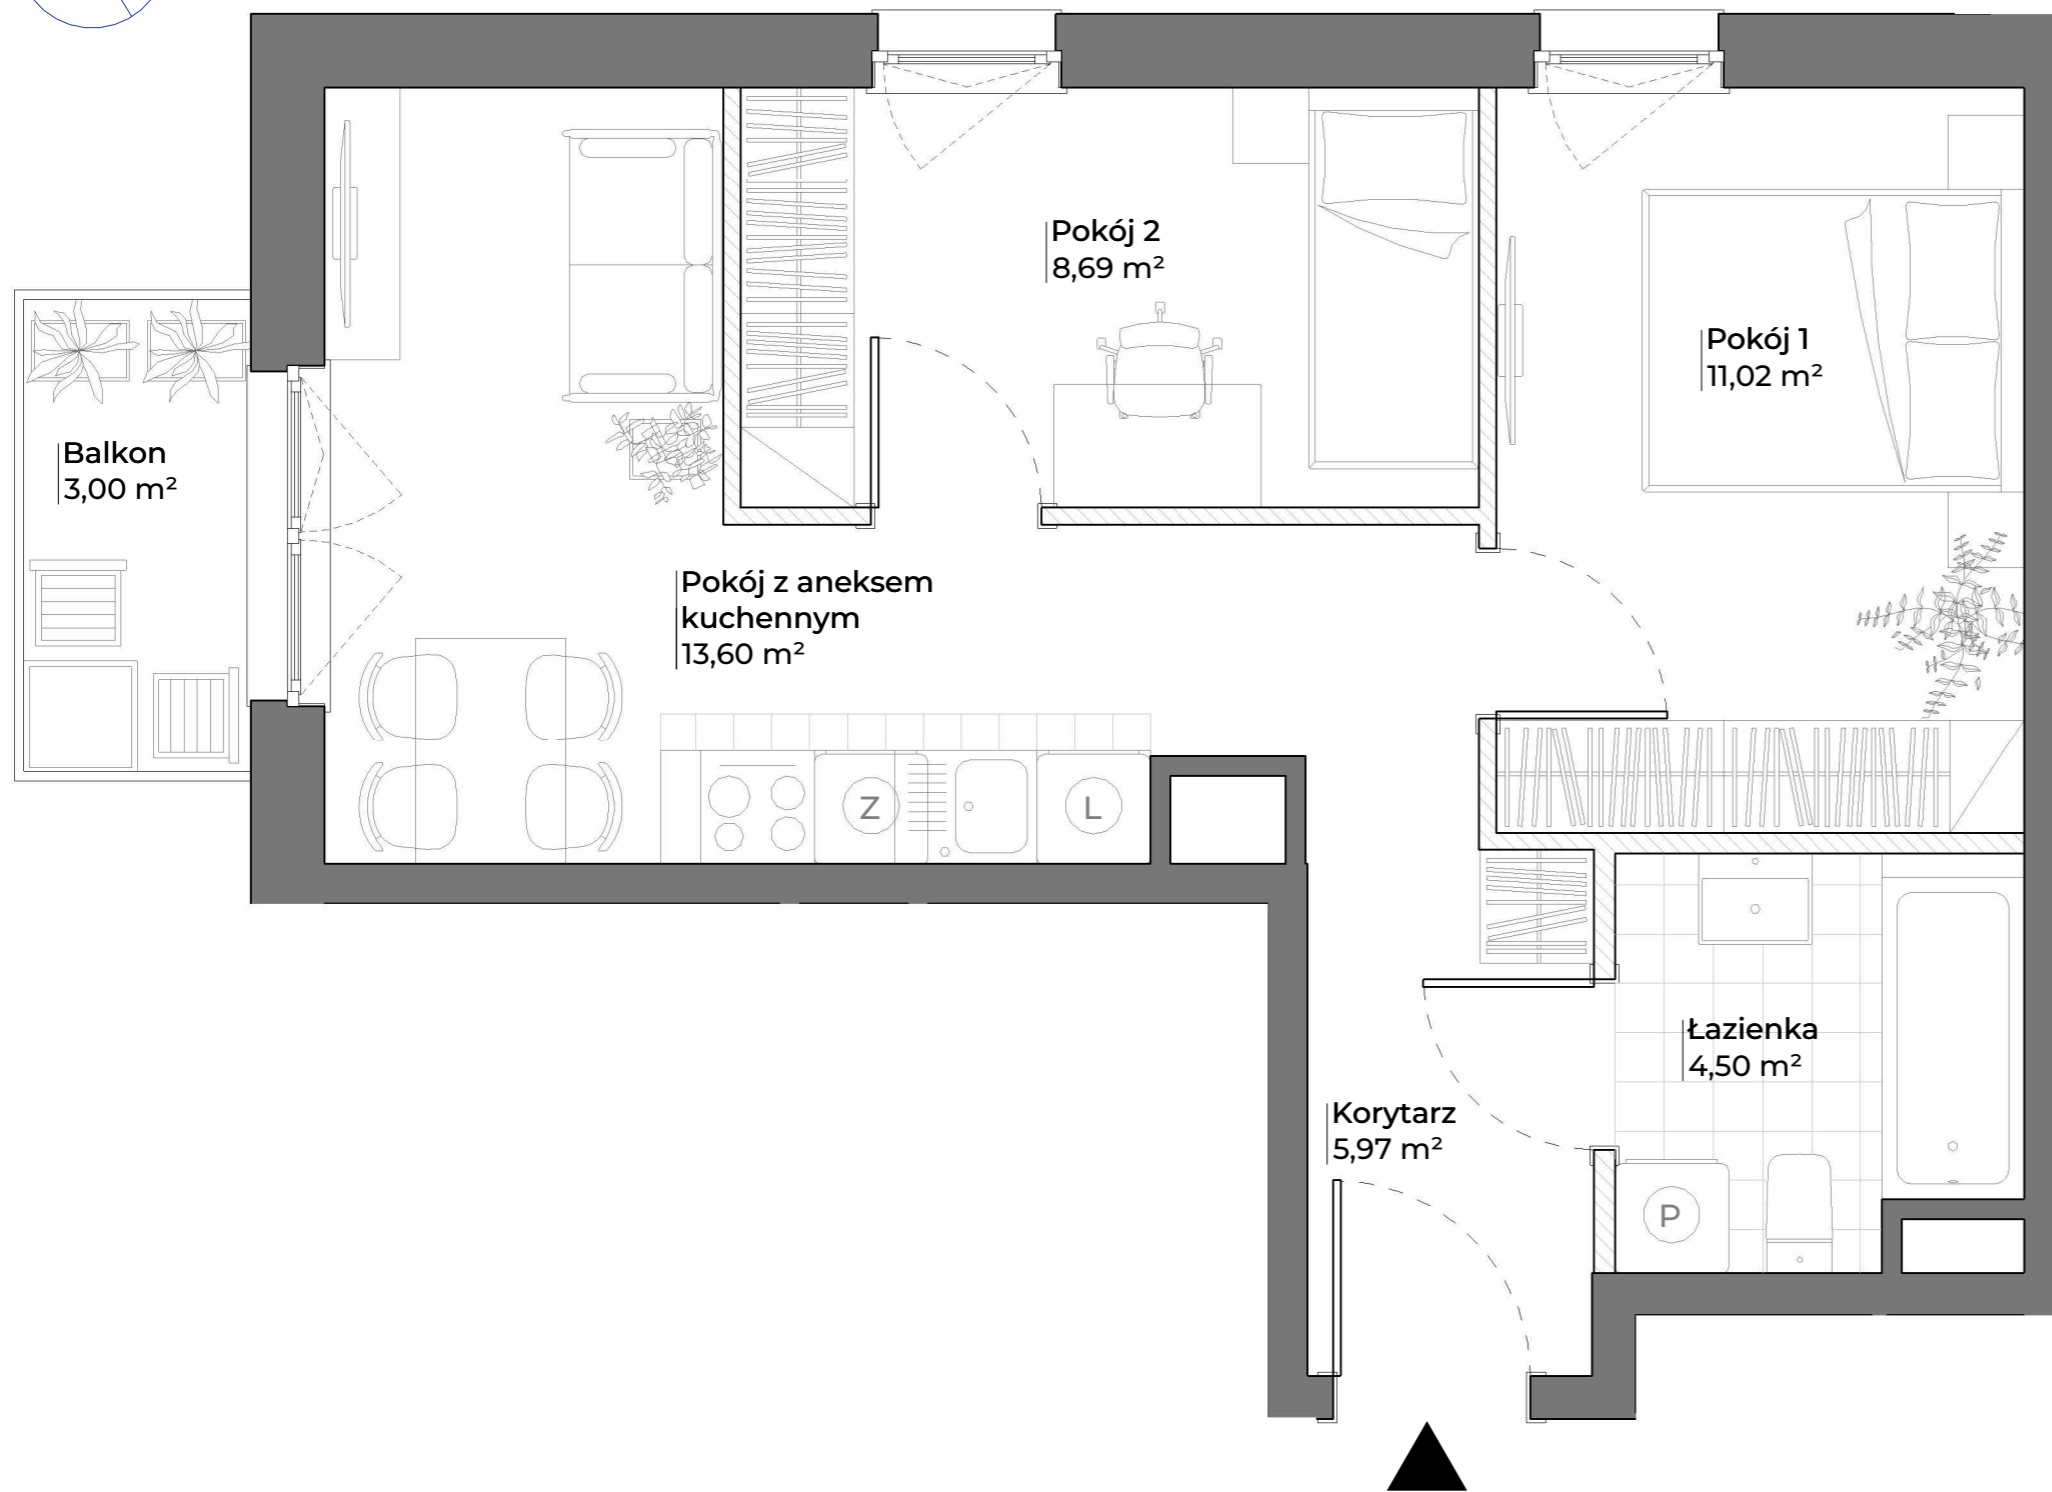 Pokój 2
8,69 m²
Pokój 1
11,02 m²
Balkon
3,00 m²
Pokój z aneksem
kuchennym
13,60 m²
Z
L
Łazienka
4,50 m²
Korytarz
5,97 m²
P